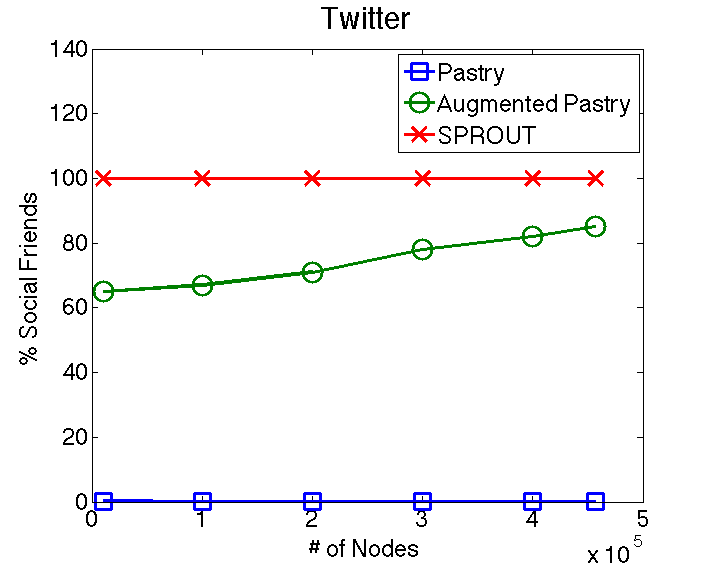 Twitter
140
120
100
80
60
40
20
0
% Social Friends
Pastry
Augmented Pastry
SPROUT
0 1 2 3 4 5
# of Nodes
x 10^5